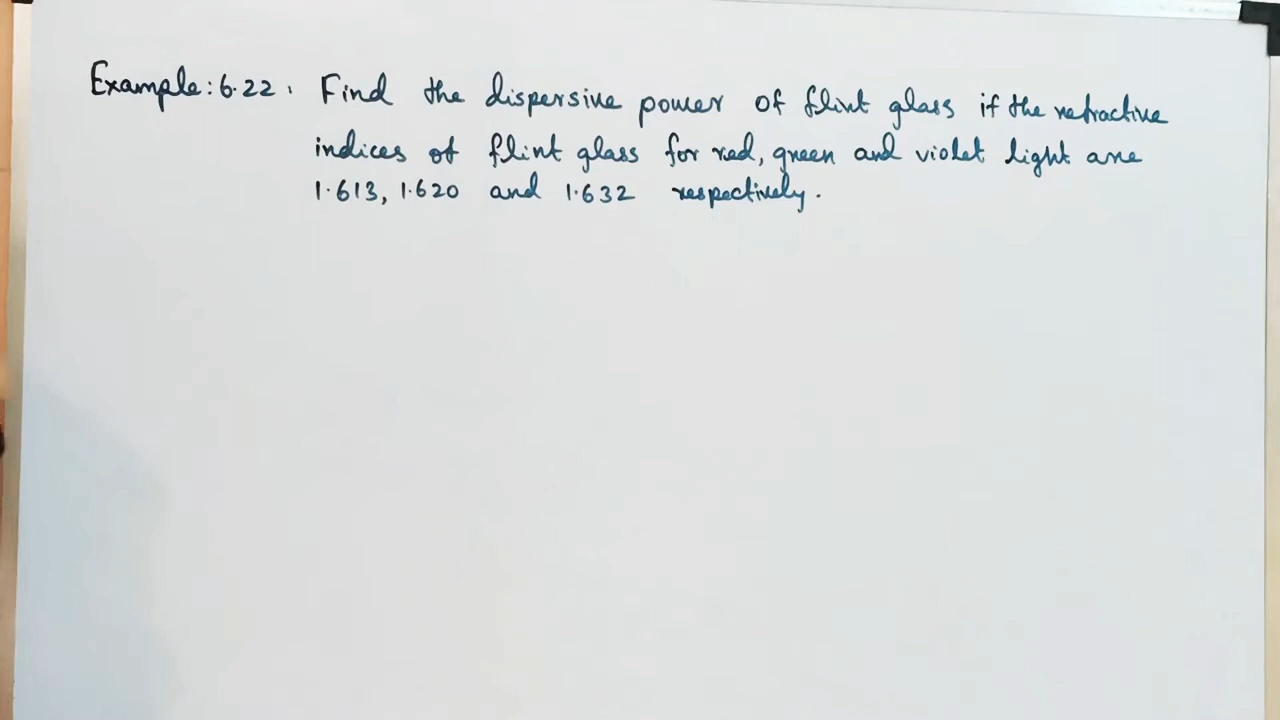 Example: 6.22. Find the dispersive power of flint glass if the refractive
indices of flint glass for red, green and violet light are
1.613, 1.620 and 1.632 respectively.